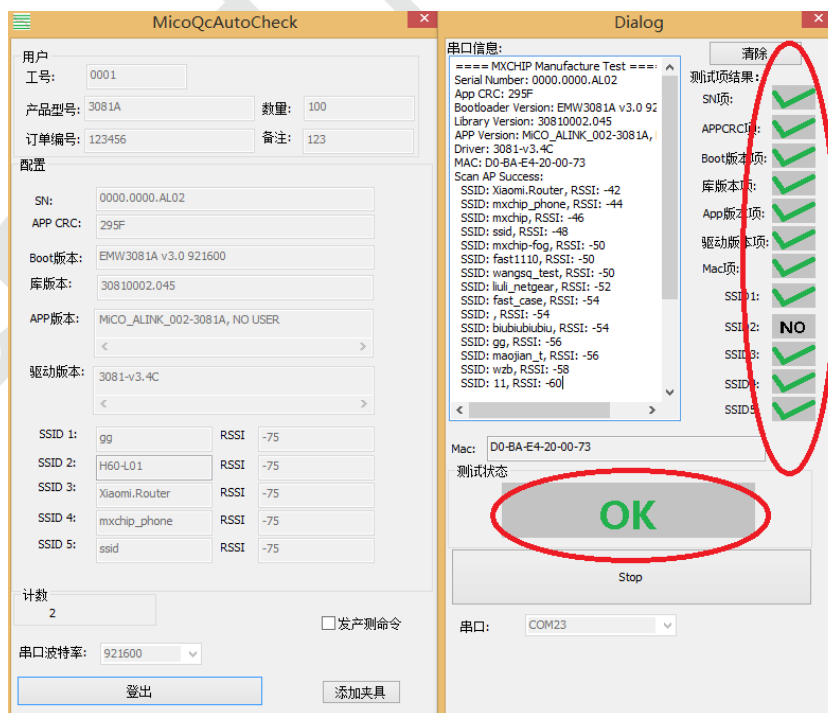 MicoQcAutoCheck
用户
工号: 0001
产品型号: 3081A 数量: 100
订单编号: 123456 备注: 123
配置
SN: 0000.0000.AL02
APP CRC: 295F
Boot版本: EMW3081A v3.0 921600
库版本: 30810002.045
APP版本: MiCO_ALINK_002-3081A, NO USER
驱动版本: 3081-v3.4C
SSID 1: gg RSSI -75
SSID 2: H60-L01 RSSI -75
SSID 3: Xiaomi.Router RSSI -75
SSID 4: mxchip_phone RSSI -75
SSID 5: ssid RSSI -75
计数
2
发产测命令
串口波特率: 921600
登出 添加夹具
Dialog
串口信息:
==== MXCHIP Manufacture Test ====
Serial Number: 0000.0000.AL02
App CRC: 295F
Bootloader Version: EMW3081A v3.0 92
Library Version: 30810002.045
APP Version: MiCO_ALINK_002-3081A,
Driver: 3081-v3.4C
MAC: D0-BA-E4-20-00-73
Scan AP Success:
SSID: Xiaomi.Router, RSSI: -42
SSID: mxchip_phone, RSSI: -44
SSID: mxchip, RSSI: -46
SSID: ssid, RSSI: -48
SSID: mxchip-fog, RSSI: -50
SSID: fast1110, RSSI: -50
SSID: wangsq_test, RSSI: -50
SSID: liuli_netgear, RSSI: -52
SSID: fast_case, RSSI: -54
SSID: , RSSI: -54
SSID: biubiubiubiu, RSSI: -54
SSID: gg, RSSI: -56
SSID: maojian_t, RSSI: -56
SSID: wzb, RSSI: -58
SSID: 11, RSSI: -60
清除
测试项结果:
SN项:
APPCRC项:
Boot版本项:
库版本项:
App版本项:
驱动版本项:
Mac项:
SSID1:
SSID2: NO
SSID3:
SSID4:
SSID5:
Mac: D0-BA-E4-20-00-73
测试状态
OK
Stop
串口: COM23